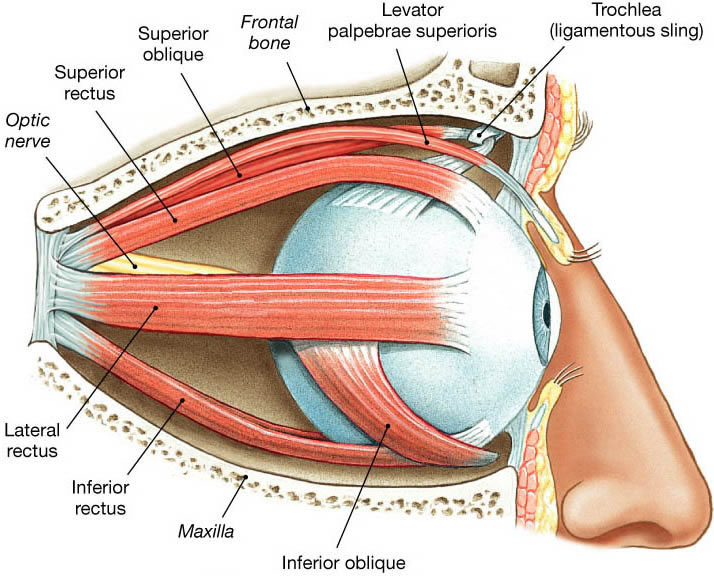 Levator
palpebrae superioris
Trochlea
(ligamentous sling)
Frontal
bone
Superior
oblique
Superior
rectus
Optic
nerve
Lateral
rectus
Inferior
rectus
Maxilla
Inferior oblique